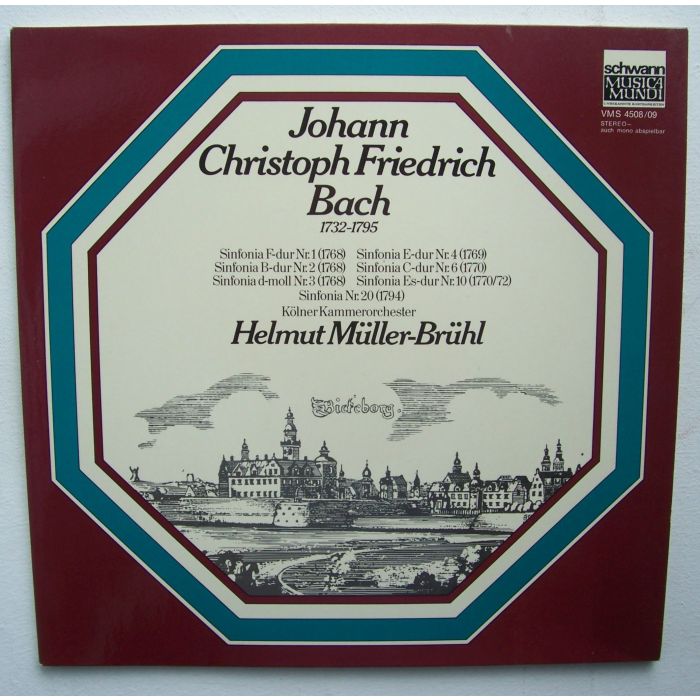 schwann
MUSICA
MUNDI
VMS 4508/09
STEREO –
auch mono abspielbar
Johann
Christoph Friedrich
Bach
1732-1795
Sinfonia F-dur Nr. 1 (1768) Sinfonia E-dur Nr. 4 (1769)
Sinfonia B-dur Nr. 2 (1768) Sinfonia C-dur Nr. 6 (1770)
Sinfonia d-moll Nr. 3 (1768) Sinfonia Es-dur Nr. 10 (1770/72)
Sinfonia Nr. 20 (1794)
Kölner Kammerorchester
Helmut Müller-Brühl
Bickeborg.